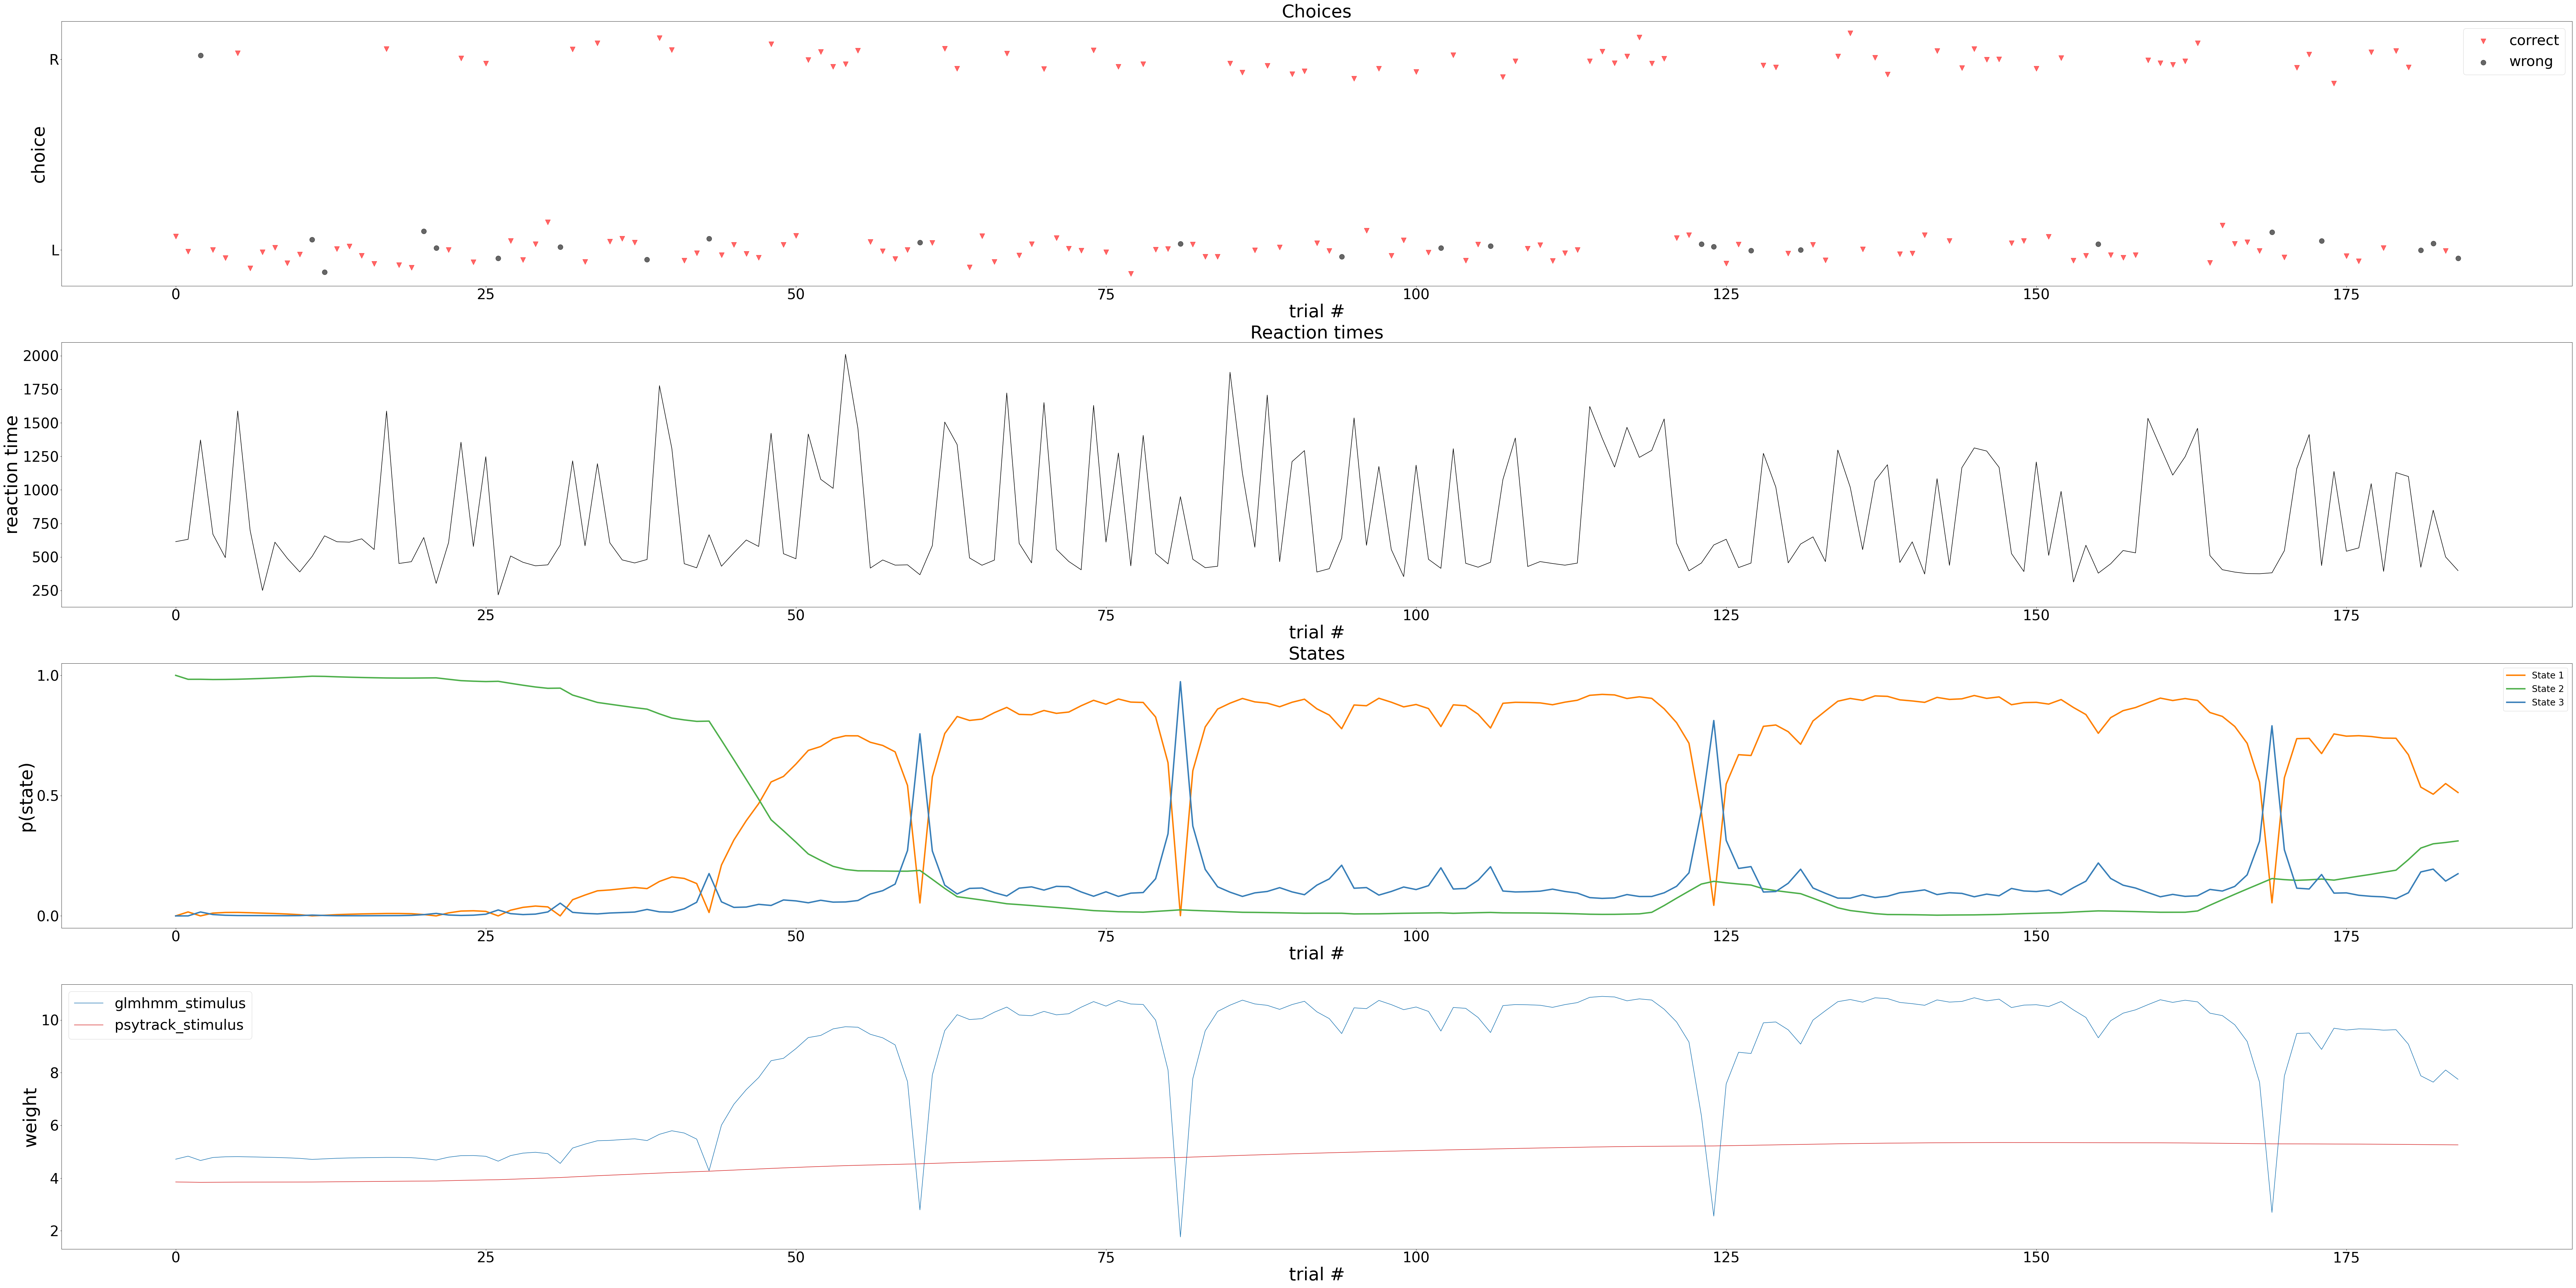 Choices
R
L
choice
correct
wrong
0 25 50 75 100 125 150 175
trial #
Reaction times
2000
1750
1500
1250
1000
750
500
250
reaction time
0 25 50 75 100 125 150 175
trial #
States
1.0
0.5
0.0
p(state)
State 1
State 2
State 3
0 25 50 75 100 125 150 175
trial #
glmhmm_stimulus
psytrack_stimulus
10
8
6
4
2
weight
0 25 50 75 100 125 150 175
trial #